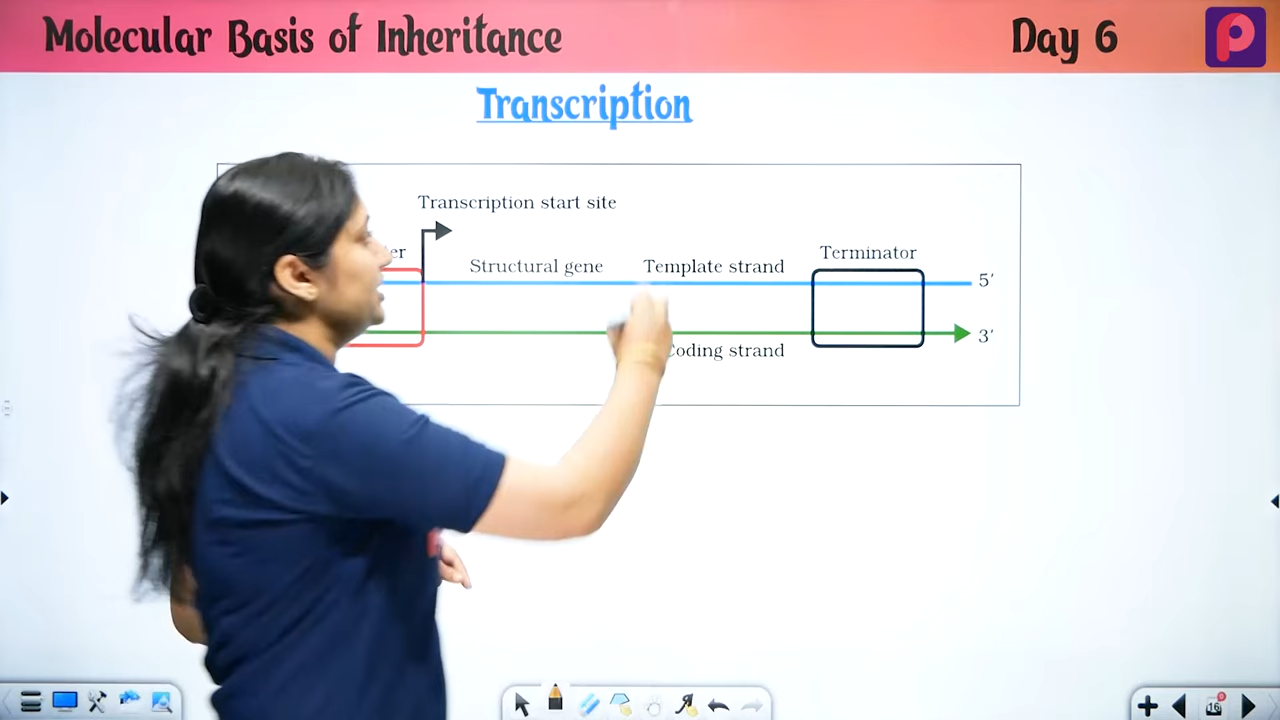 Molecular Basis of Inheritance
Day 6
Transcription
Transcription start site
Terminator
Structural gene
Template strand
5′
3′
Coding strand
16